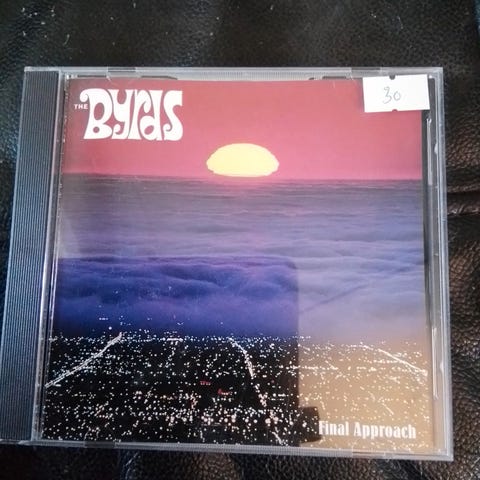 THE
Byrds
30
Final Approach